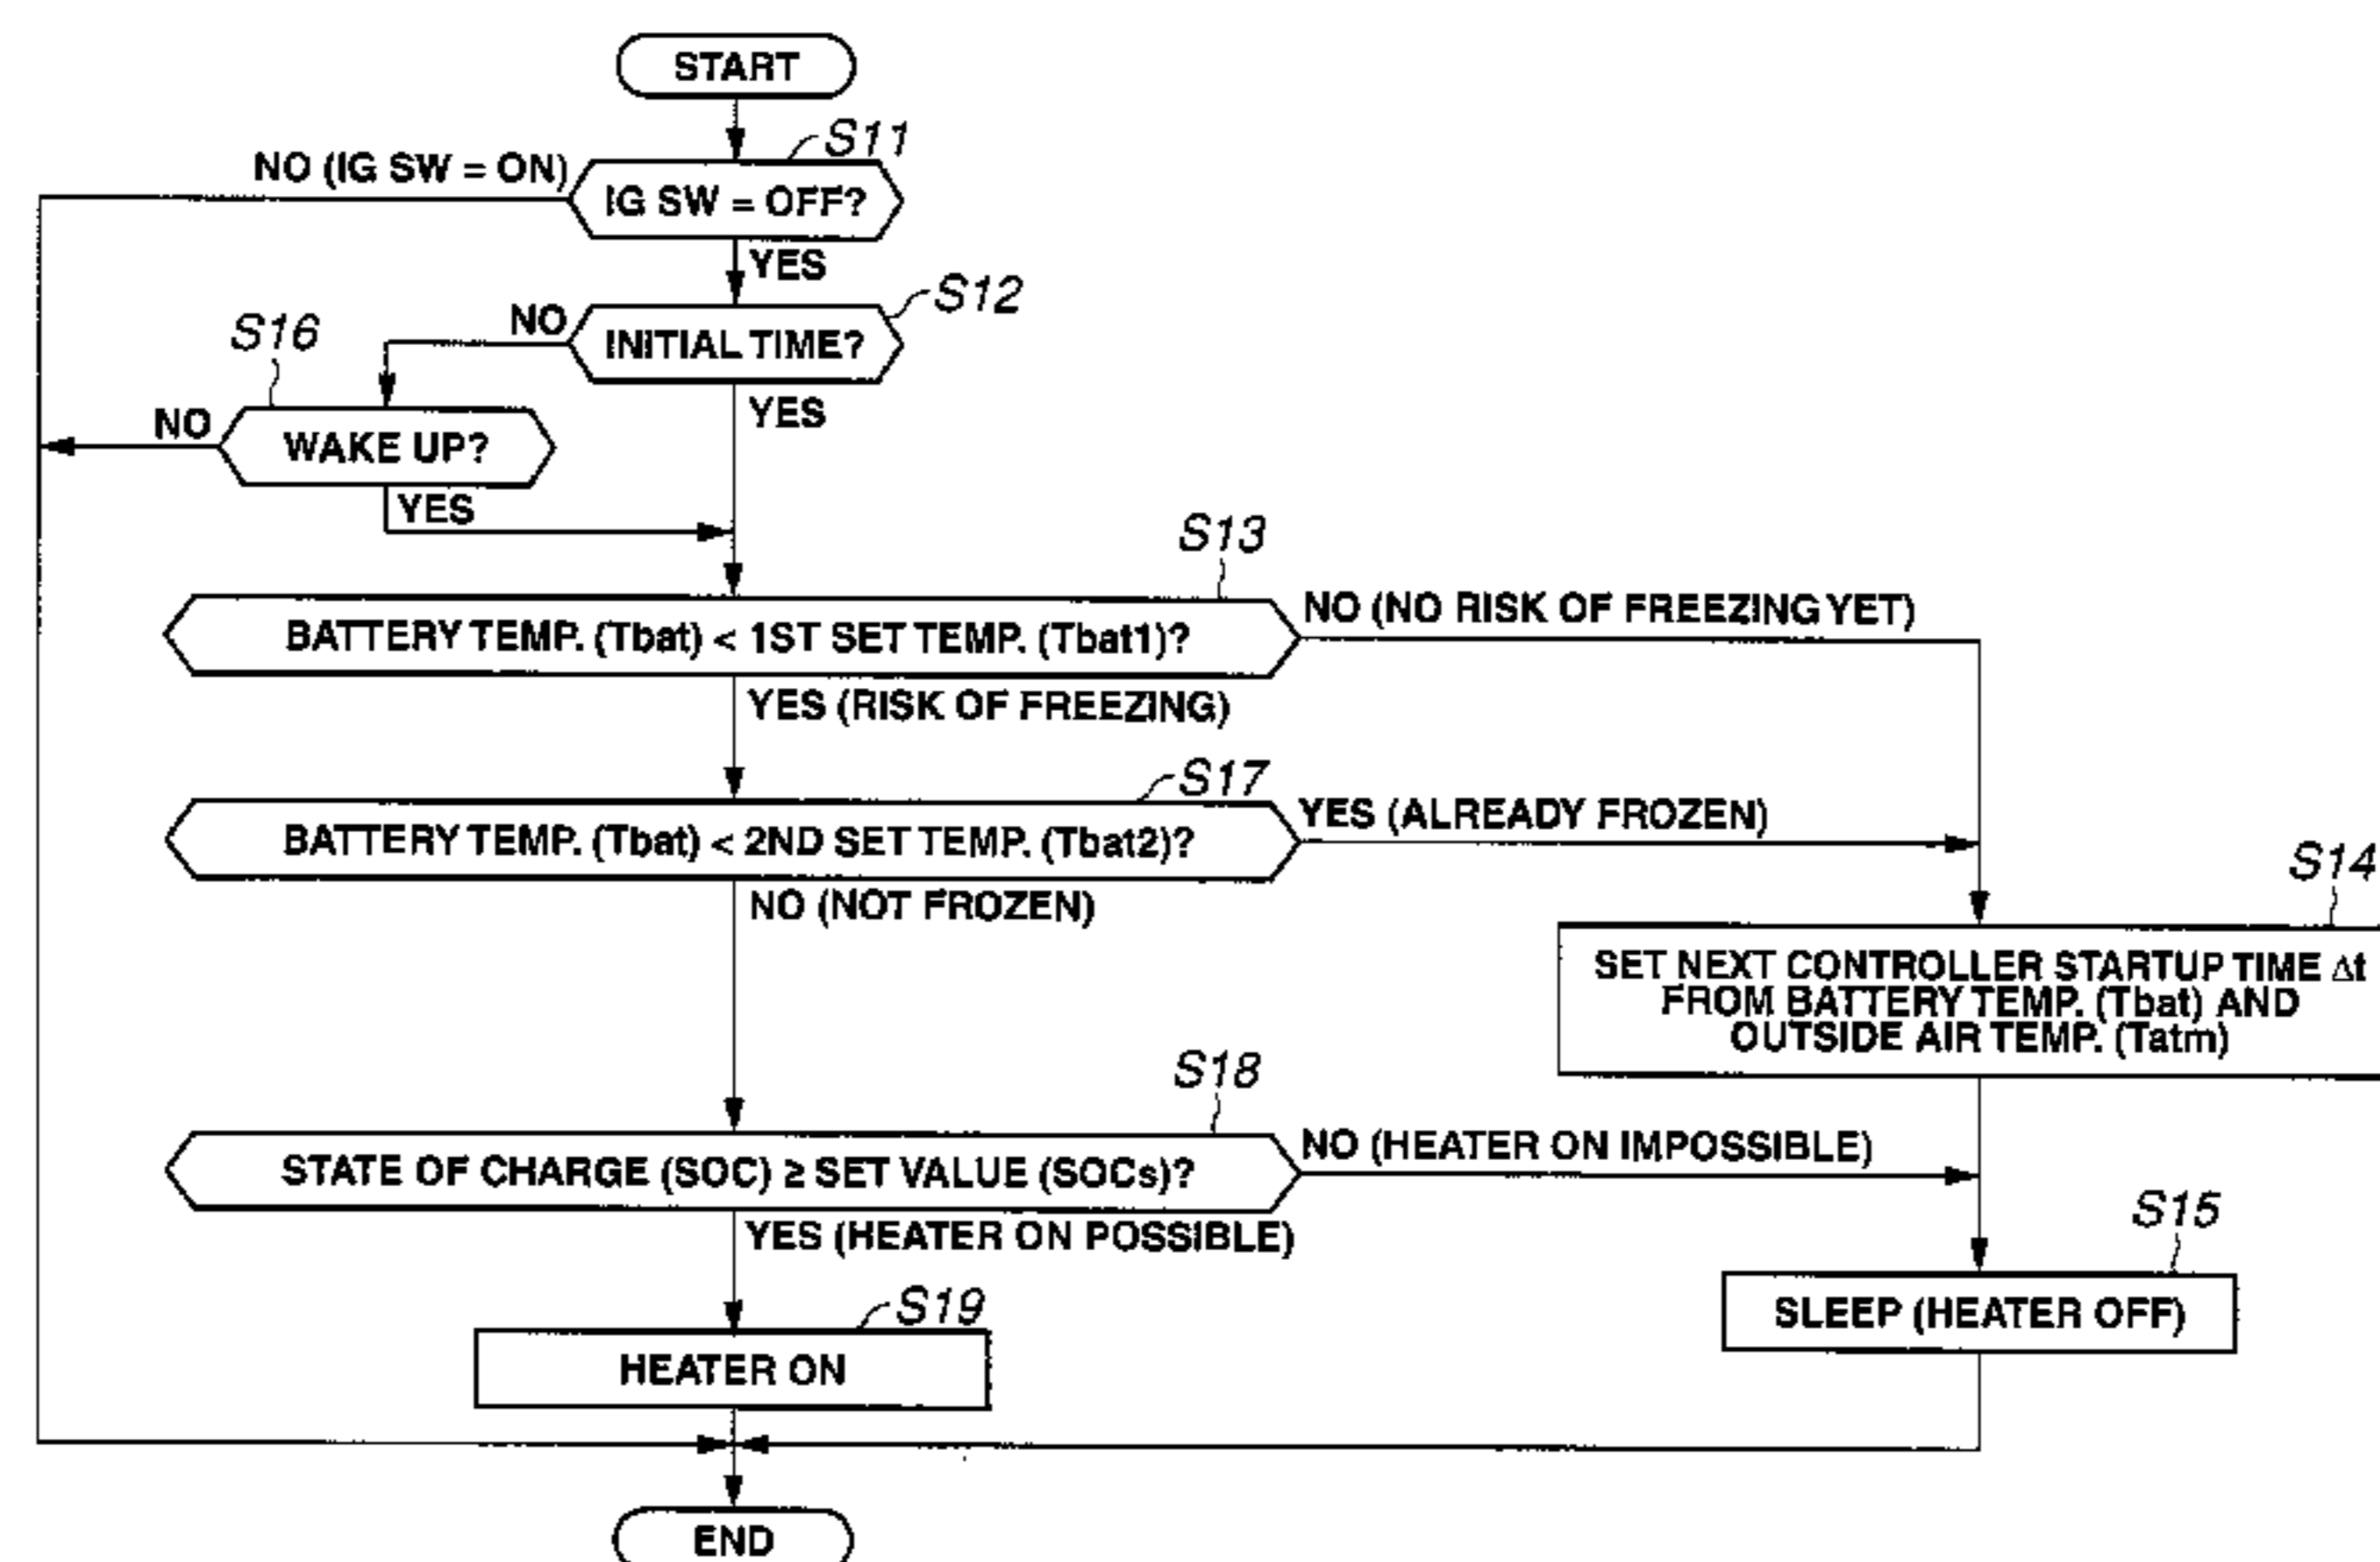 START
S11
NO (IG SW = ON)
IG SW = OFF?
YES
S12
NO
INITIAL TIME?
S16
YES
NO
WAKE UP?
YES
S13
NO (NO RISK OF FREEZING YET)
BATTERY TEMP. (Tbat) < 1ST SET TEMP. (Tbat1)?
YES (RISK OF FREEZING)
S17
YES (ALREADY FROZEN)
BATTERY TEMP. (Tbat) < 2ND SET TEMP. (Tbat2)?
S14
NO (NOT FROZEN)
SET NEXT CONTROLLER STARTUP TIME Δt
FROM BATTERY TEMP. (Tbat) AND
OUTSIDE AIR TEMP. (Tatm)
S18
NO (HEATER ON IMPOSSIBLE)
STATE OF CHARGE (SOC) ≥ SET VALUE (SOCs)?
S15
YES (HEATER ON POSSIBLE)
SLEEP (HEATER OFF)
S19
HEATER ON
END